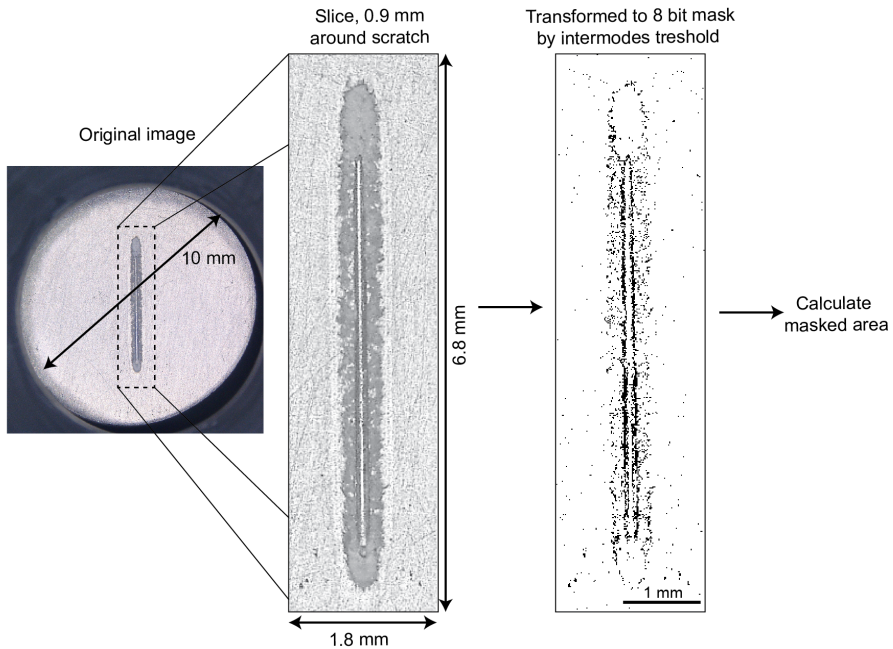 Slice, 0.9 mm
around scratch
Transformed to 8 bit mask
by intermodes treshold
Original image
10 mm
6.8 mm
Calculate
masked area
1 mm
1.8 mm